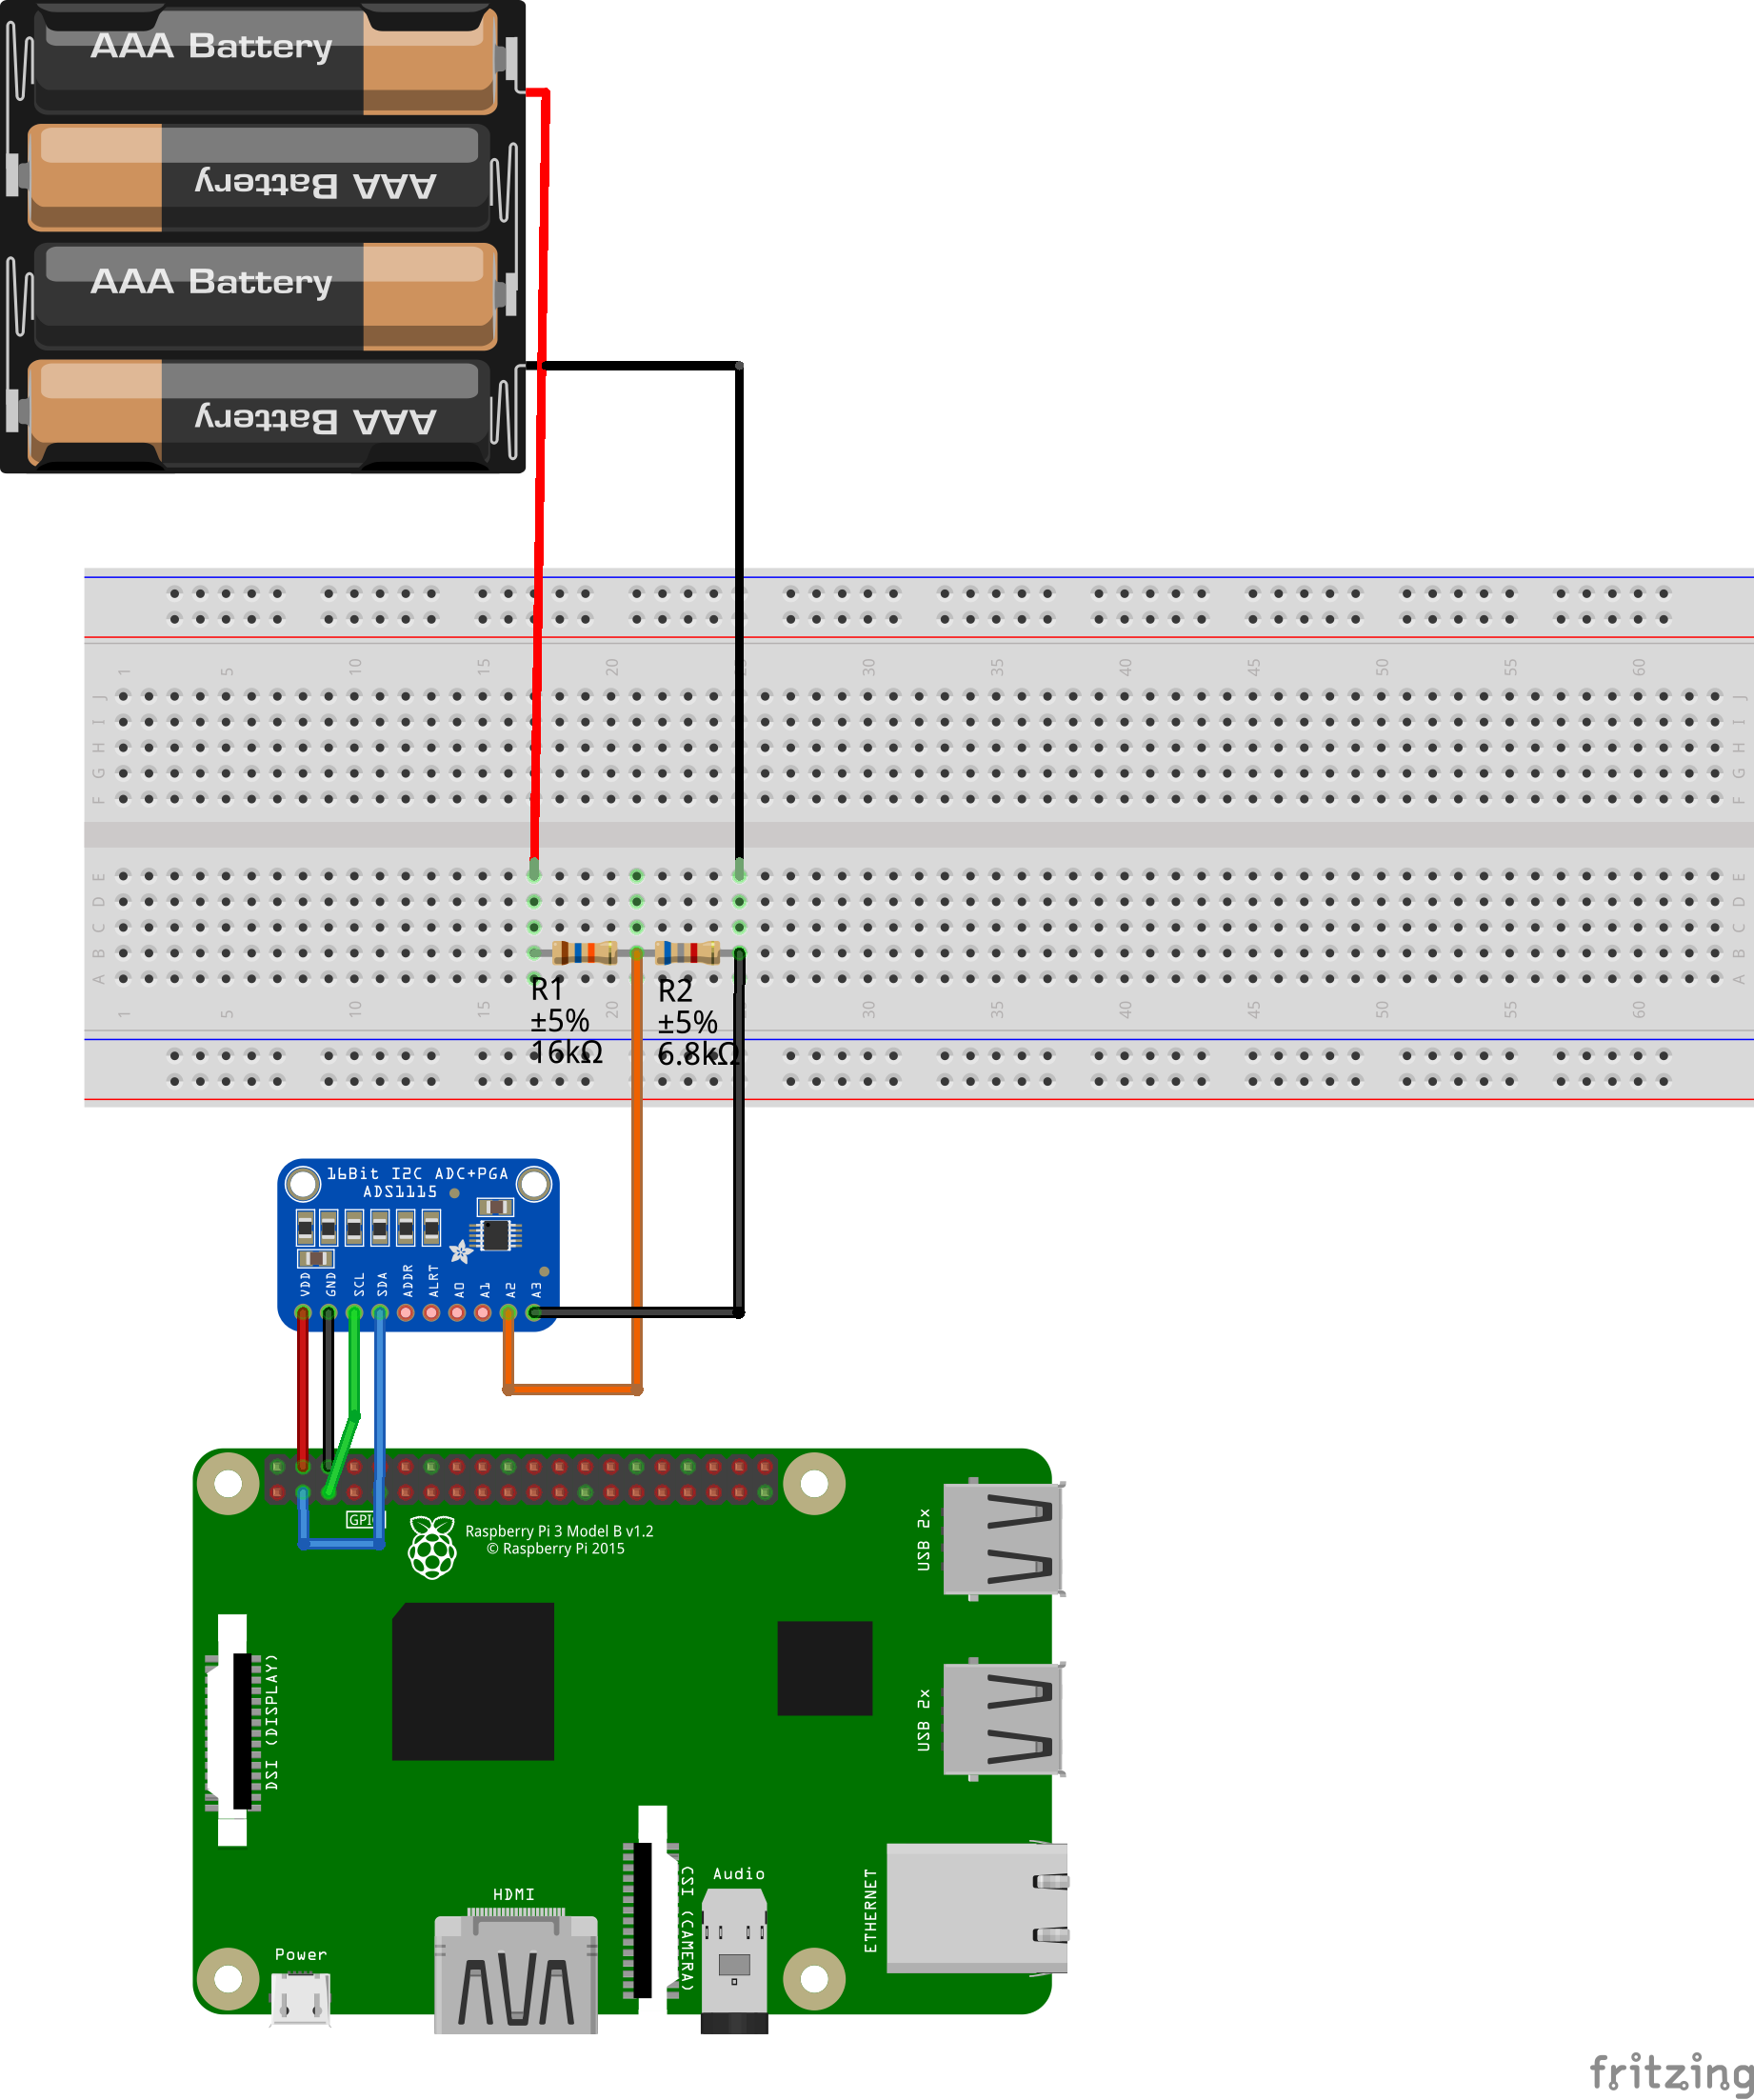 AAA Battery
AAA Battery
AAA Battery
AAA Battery
1 5 10 15 20 30 35 40 45 50 55 60
J J
I I
H H
G G
F F
E E
D D
C C
B B
A A
R1
±5%
16kΩ
R2
±5%
6.8kΩ
1 5 10 15 20 30 35 40 45 50 55 60
16Bit I2C ADC+PGA
ADS1115
VDD GND SCL SDA ADDR ALRT A0 A1 A2 A3
Raspberry Pi 3 Model B v1.2
© Raspberry Pi 2015
USB 2x
USB 2x
DSI (DISPLAY)
CSI (CAMERA)
Audio
ETHERNET
HDMI
Power
fritzing